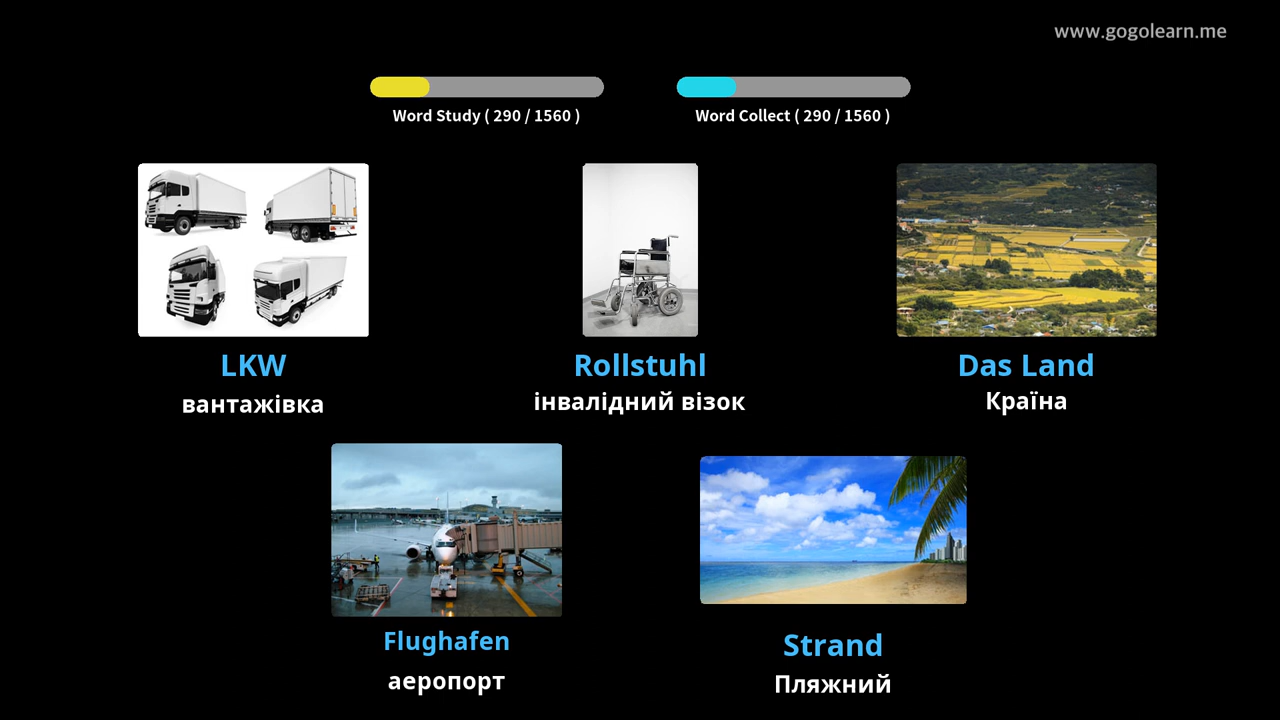 www.gogolearn.me
Word Study ( 290 / 1560 )
Word Collect ( 290 / 1560 )
LKW
вантажівка
Rollstuhl
інвалідний візок
Das Land
Країна
Flughafen
аеропорт
Strand
Пляжний